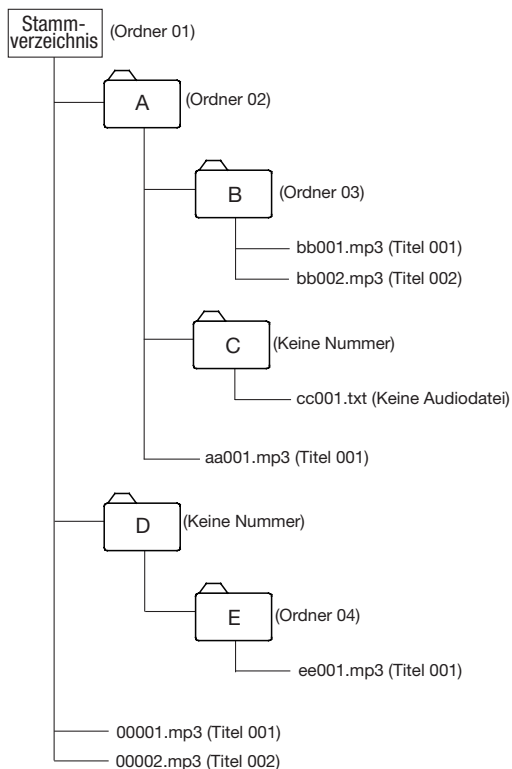 Stamm-
verzeichnis
(Ordner 01)
A
(Ordner 02)
B
(Ordner 03)
bb001.mp3 (Titel 001)
bb002.mp3 (Titel 002)
C
(Keine Nummer)
cc001.txt (Keine Audiodatei)
aa001.mp3 (Titel 001)
D
(Keine Nummer)
E
(Ordner 04)
ee001.mp3 (Titel 001)
00001.mp3 (Titel 001)
00002.mp3 (Titel 002)